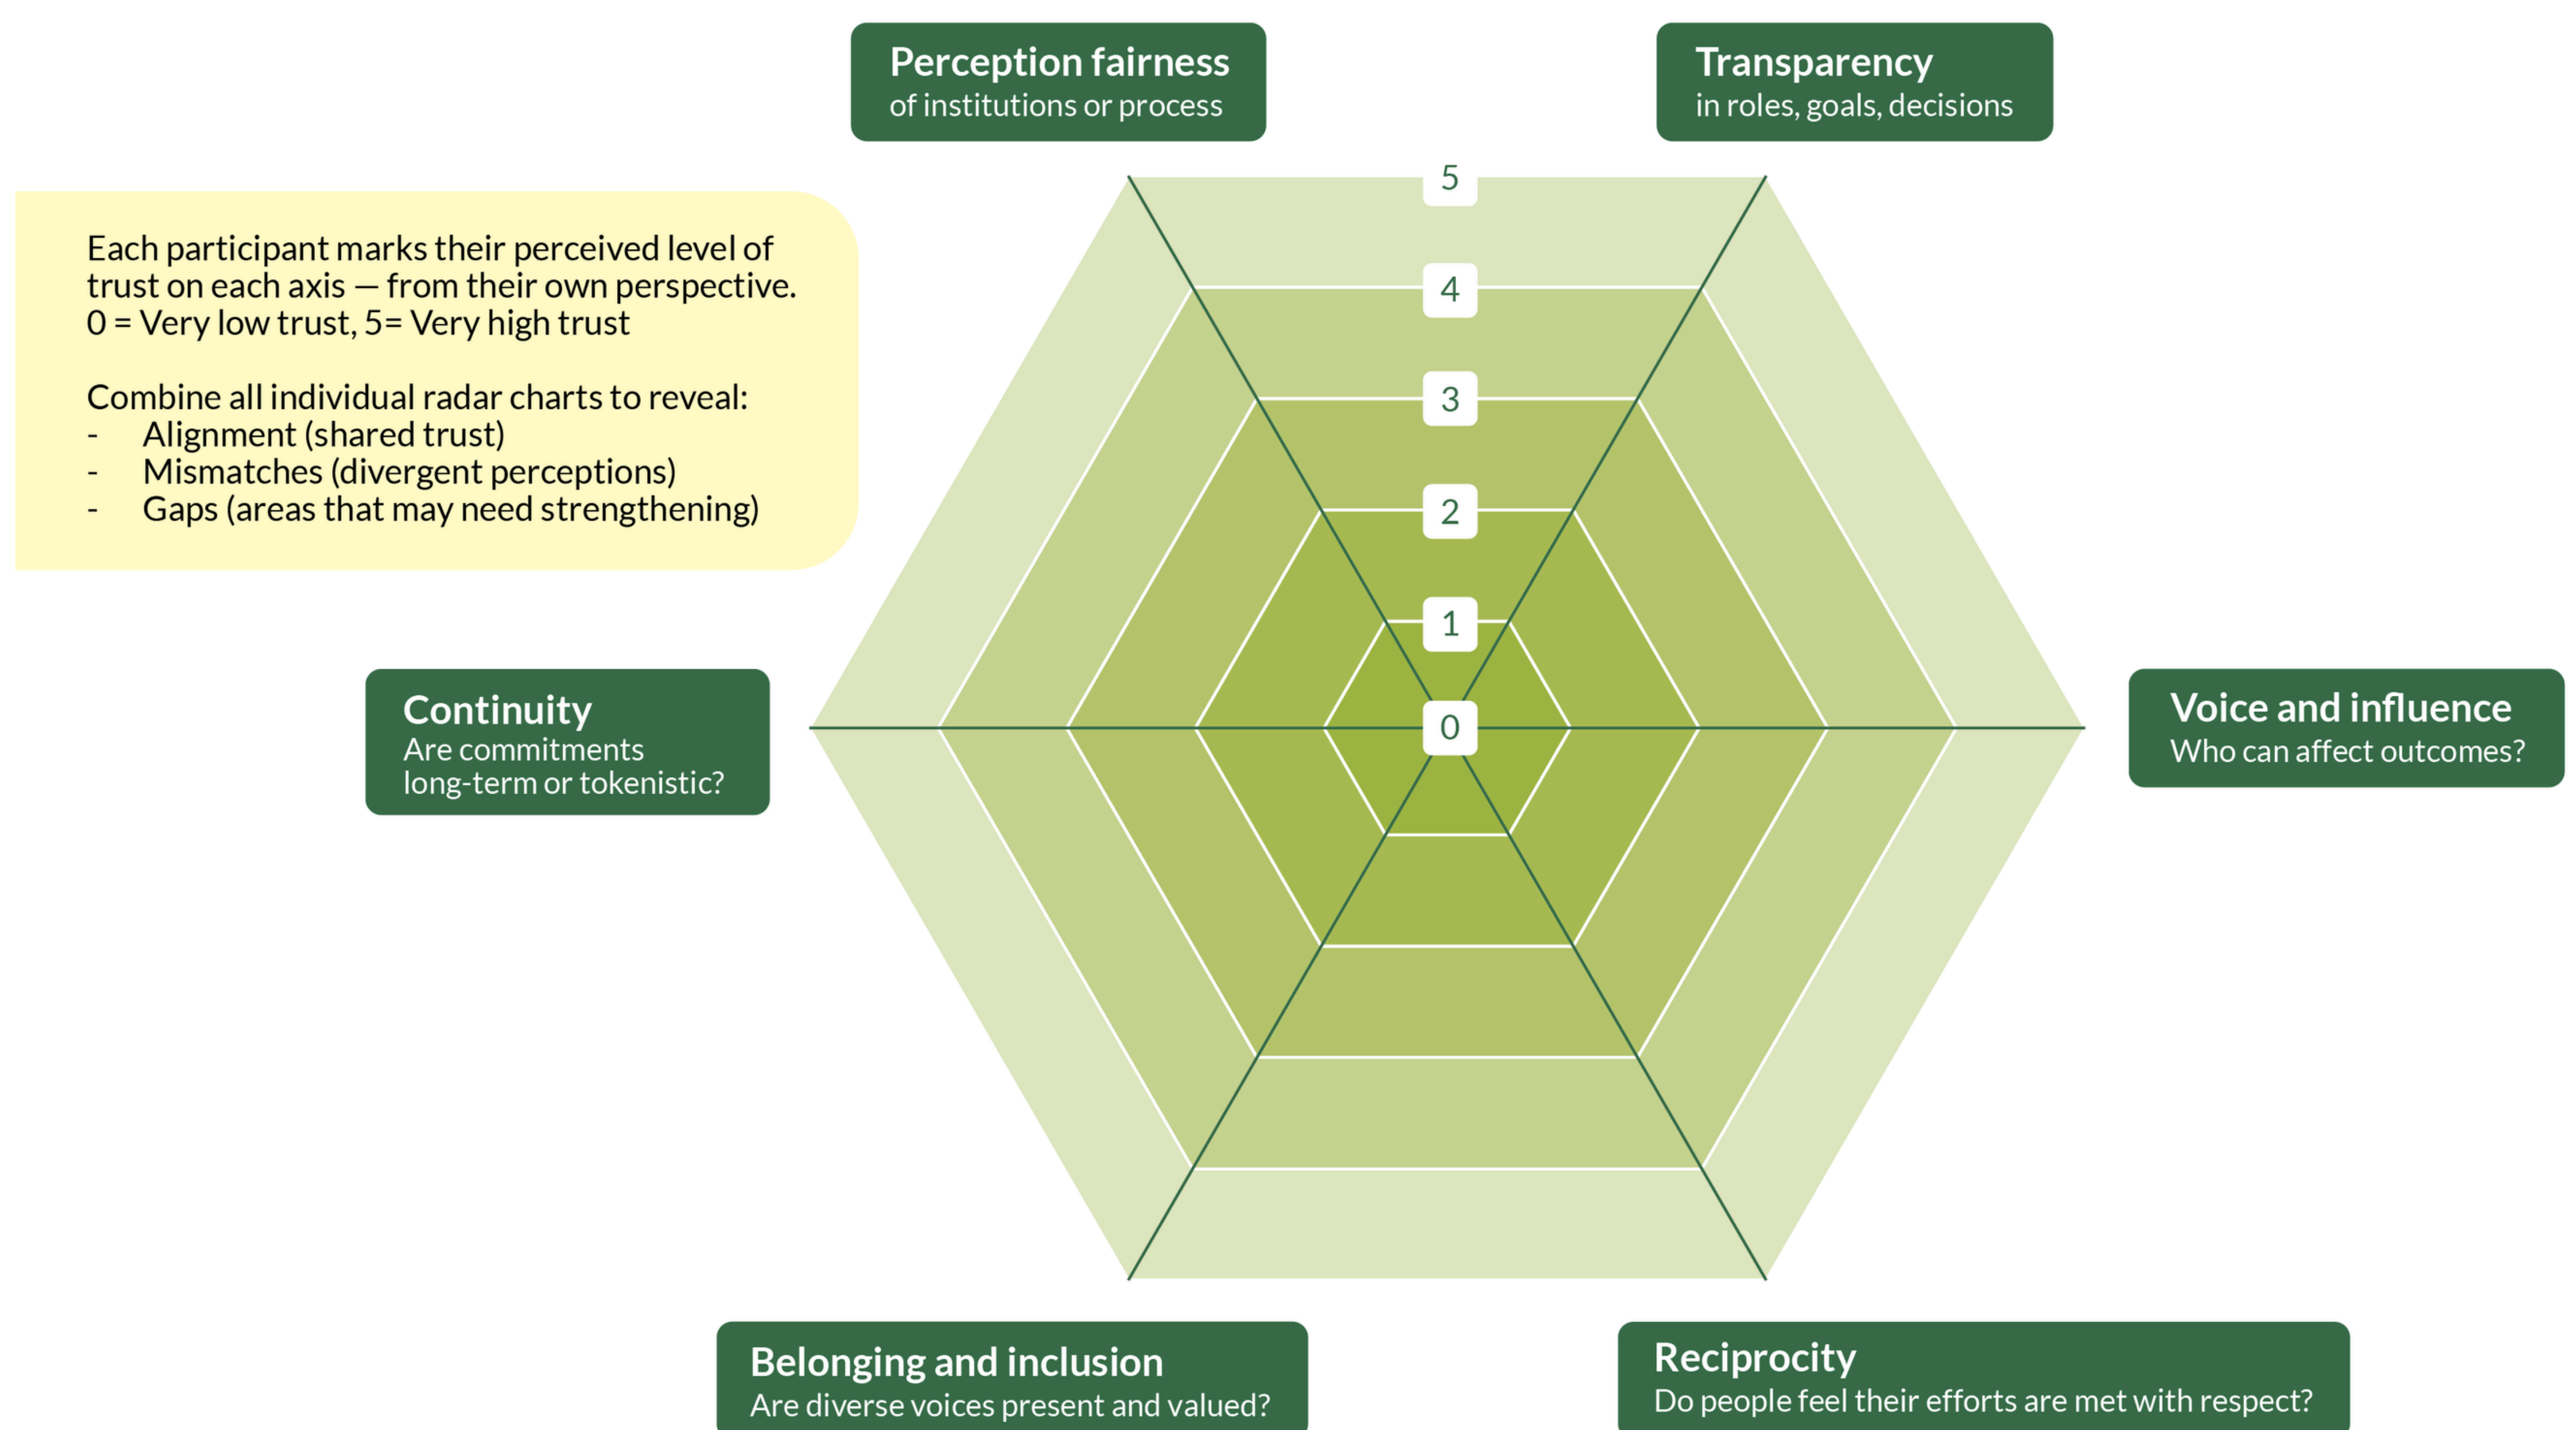 Perception fairness
of institutions or process
Transparency
in roles, goals, decisions
Each participant marks their perceived level of
trust on each axis — from their own perspective.
0 = Very low trust, 5= Very high trust
Combine all individual radar charts to reveal:
- Alignment (shared trust)
- Mismatches (divergent perceptions)
- Gaps (areas that may need strengthening)
5
4
3
2
1
0
Continuity
Are commitments
long-term or tokenistic?
Voice and influence
Who can affect outcomes?
Belonging and inclusion
Are diverse voices present and valued?
Reciprocity
Do people feel their efforts are met with respect?